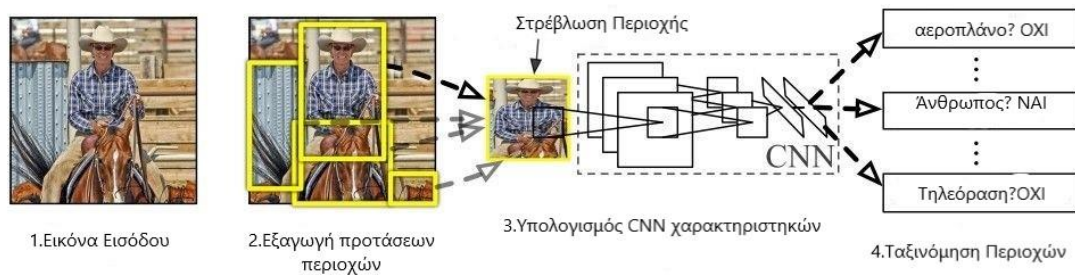 Στρέβλωση Περιοχής
αεροπλάνο? ΟΧΙ
Άνθρωπος? ΝΑΙ
CNN
Τηλεόραση?ΟΧΙ
1.Εικόνα Εισόδου
2.Εξαγωγή προτάσεων
περιοχών
3.Υπολογισμός CNN χαρακτηριστηκών
4.Ταξινόμηση Περιοχών